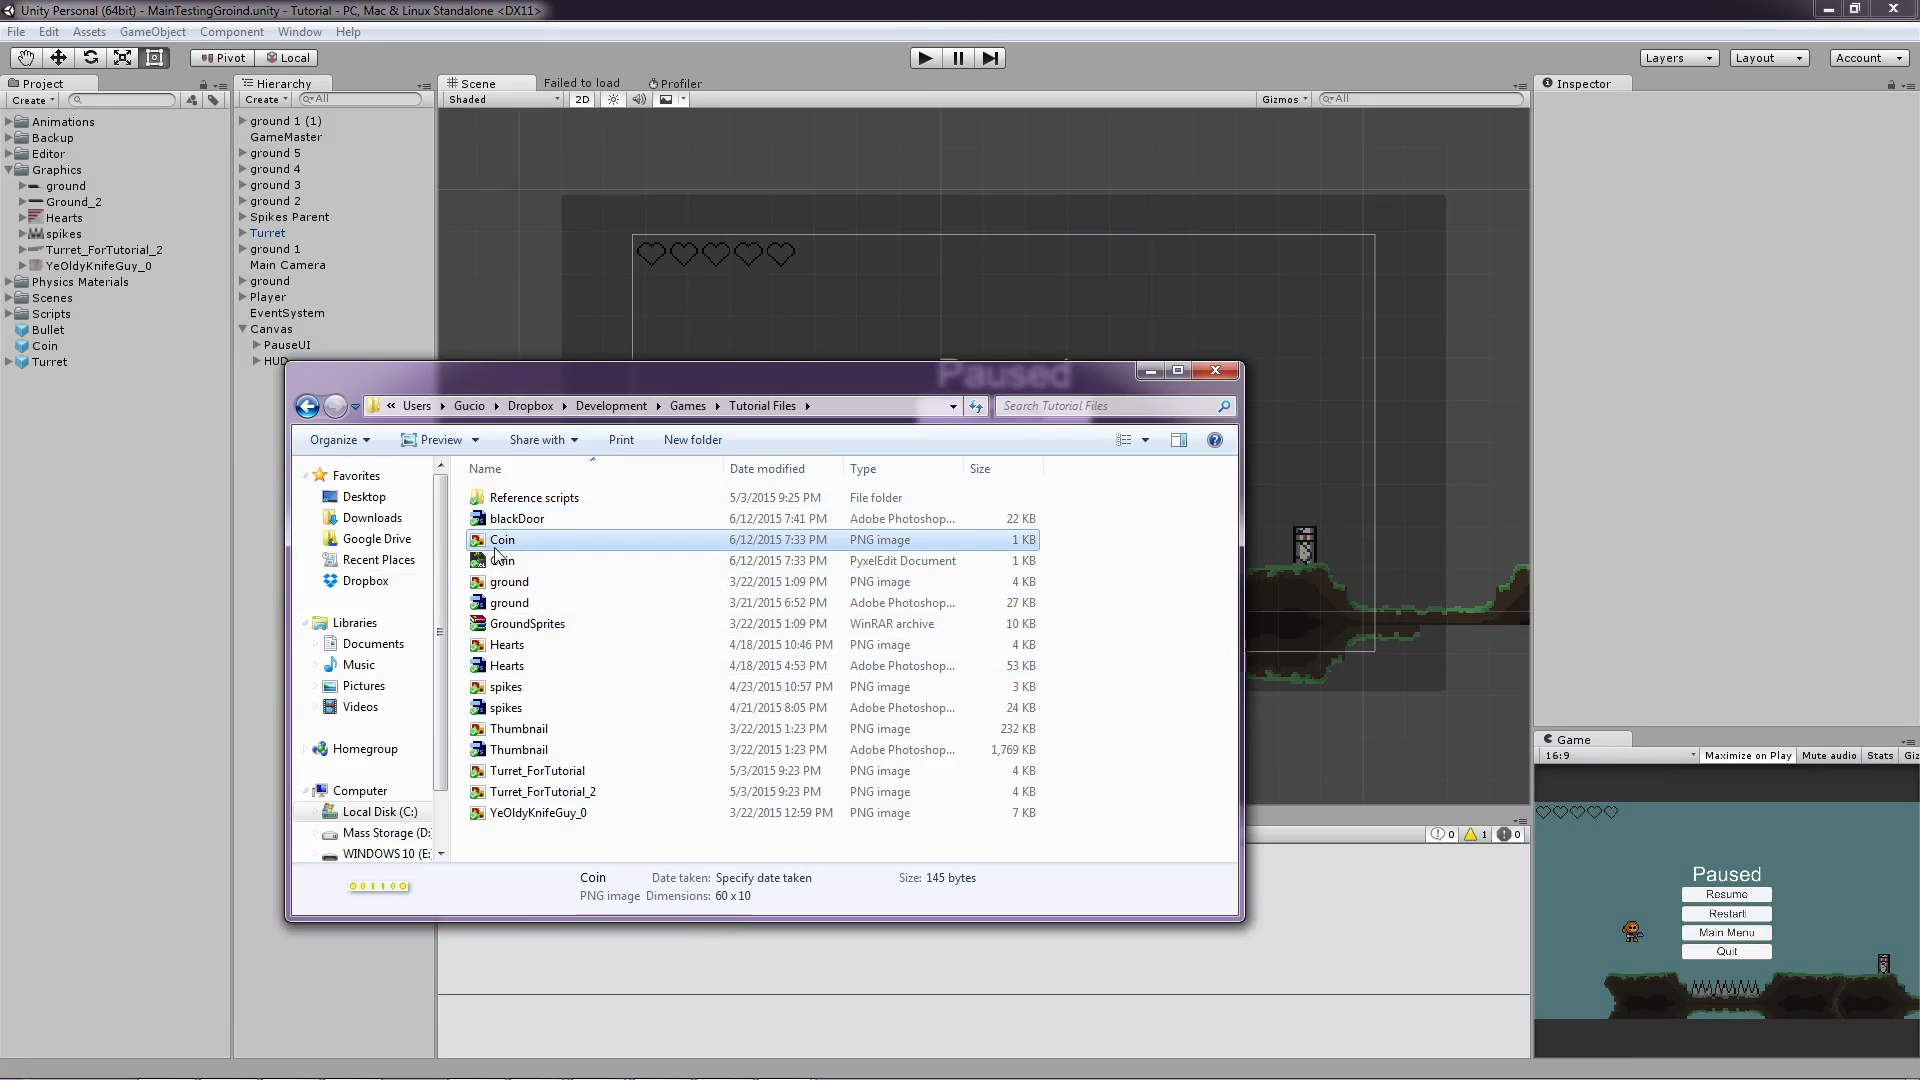 Unity Personal (64bit) - MainTestingGroind.unity - Tutorial - PC, Mac & Linux Standalone <DX11>
File Edit Assets GameObject Component Window Help
Pivot Local Layers Layout Account
Project Hierarchy Scene Failed to load Profiler Inspector
Create Create All Shaded 2D Gizmos All
Animations
Backup
Editor
Graphics
ground
Ground_2
Hearts
spikes
Turret_ForTutorial_2
YeOldyKnifeGuy_0
Physics Materials
Scenes
Scripts
Bullet
Coin
Turret
ground 1 (1)
GameMaster
ground 5
ground 4
ground 3
ground 2
Spikes Parent
Turret
ground 1
Main Camera
ground
Player
EventSystem
Canvas
PauseUI
HUD
Paused
« Users Gucio Dropbox Development Games Tutorial Files Search Tutorial Files
Organize Preview Share with Print New folder
Favorites
Desktop
Downloads
Google Drive
Recent Places
Dropbox
Libraries
Documents
Music
Pictures
Videos
Homegroup
Computer
Local Disk (C:)
Mass Storage (D:
WINDOWS 10 (E:
Name Date modified Type Size
Reference scripts 5/3/2015 9:25 PM File folder
blackDoor 6/12/2015 7:41 PM Adobe Photoshop... 22 KB
Coin 6/12/2015 7:33 PM PNG image 1 KB
Coin 6/12/2015 7:33 PM PyxelEdit Document 1 KB
ground 3/22/2015 1:09 PM PNG image 4 KB
ground 3/21/2015 6:52 PM Adobe Photoshop... 27 KB
GroundSprites 3/22/2015 1:09 PM WinRAR archive 10 KB
Hearts 4/18/2015 10:46 PM PNG image 4 KB
Hearts 4/18/2015 4:53 PM Adobe Photoshop... 53 KB
spikes 4/23/2015 10:57 PM PNG image 3 KB
spikes 4/21/2015 8:05 PM Adobe Photoshop... 24 KB
Thumbnail 3/22/2015 1:23 PM PNG image 232 KB
Thumbnail 3/22/2015 1:23 PM Adobe Photoshop... 1,769 KB
Turret_ForTutorial 5/3/2015 9:23 PM PNG image 4 KB
Turret_ForTutorial_2 5/3/2015 9:23 PM PNG image 4 KB
YeOldyKnifeGuy_0 3/22/2015 12:59 PM PNG image 7 KB
Coin Date taken: Specify date taken Size: 145 bytes
PNG image Dimensions: 60 x 10
0 1 0
Game
16:9 Maximize on Play Mute audio Stats Giz
Paused
Resume
Restart
Main Menu
Quit